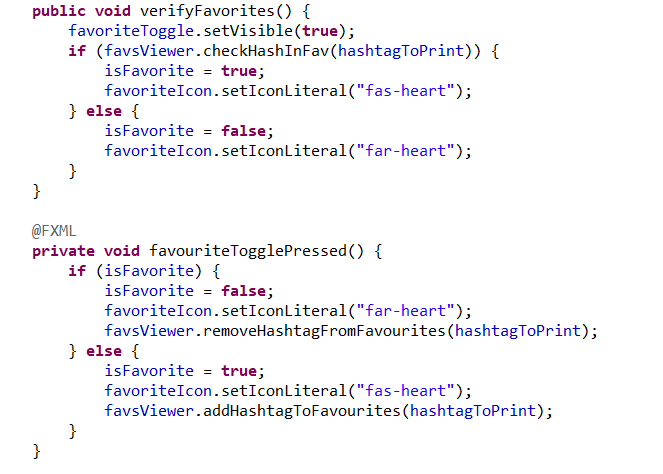 public void verifyFavorites() {
    favoriteToggle.setVisible(true);
    if (favsViewer.checkHashInFav(hashtagToPrint)) {
        isFavorite = true;
        favoriteIcon.setIconLiteral("fas-heart");
    } else {
        isFavorite = false;
        favoriteIcon.setIconLiteral("far-heart");
    }
}

@FXML
private void favouriteTogglePressed() {
    if (isFavorite) {
        isFavorite = false;
        favoriteIcon.setIconLiteral("far-heart");
        favsViewer.removeHashtagFromFavourites(hashtagToPrint);
    } else {
        isFavorite = true;
        favoriteIcon.setIconLiteral("fas-heart");
        favsViewer.addHashtagToFavourites(hashtagToPrint);
    }
}